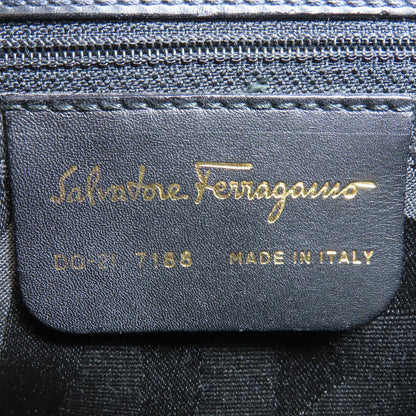 Salvatore Ferragamo
DQ-21 7188 MADE IN ITALY